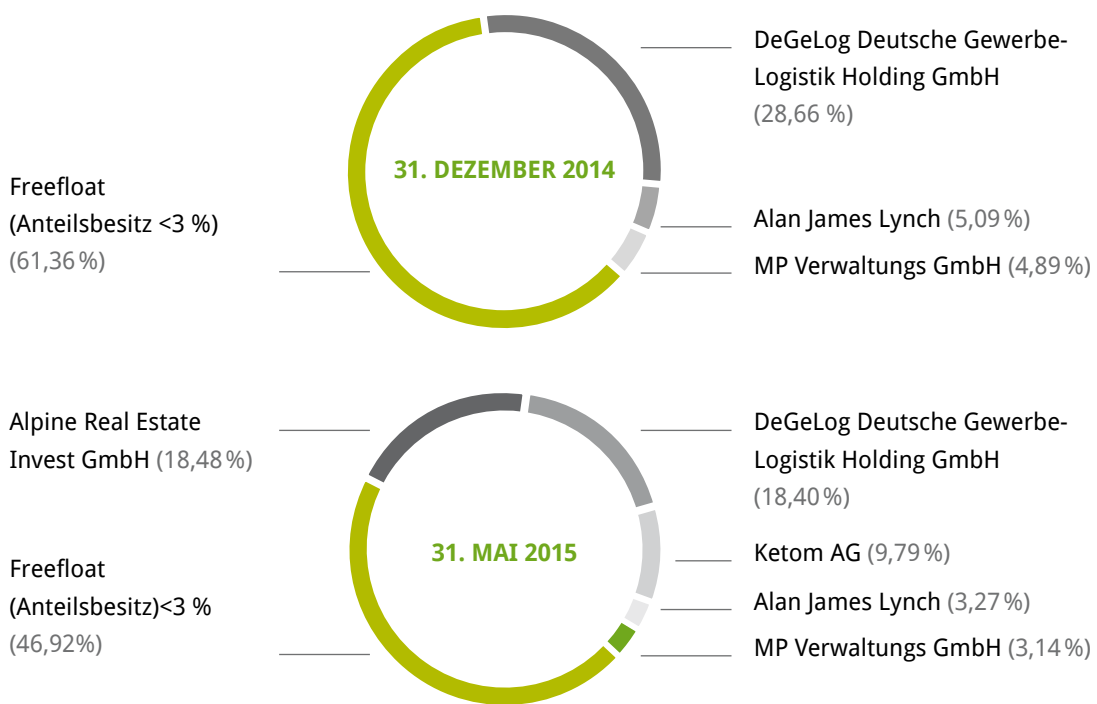 DeGeLog Deutsche Gewerbe-
Logistik Holding GmbH
(28,66 %)
31. DEZEMBER 2014
Freefloat
(Anteilsbesitz <3 %)
(61,36 %)
Alan James Lynch (5,09 %)
MP Verwaltungs GmbH (4,89 %)
Alpine Real Estate
Invest GmbH (18,48 %)
DeGeLog Deutsche Gewerbe-
Logistik Holding GmbH
(18,40 %)
31. MAI 2015
Freefloat
(Anteilsbesitz)<3 %
(46,92%)
Ketom AG (9,79 %)
Alan James Lynch (3,27 %)
MP Verwaltungs GmbH (3,14 %)